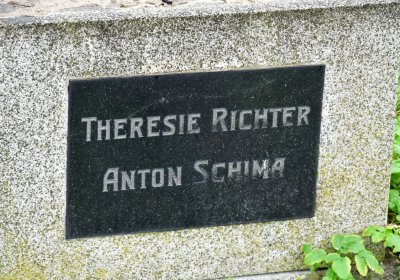 Theresie Richter
Anton Schima